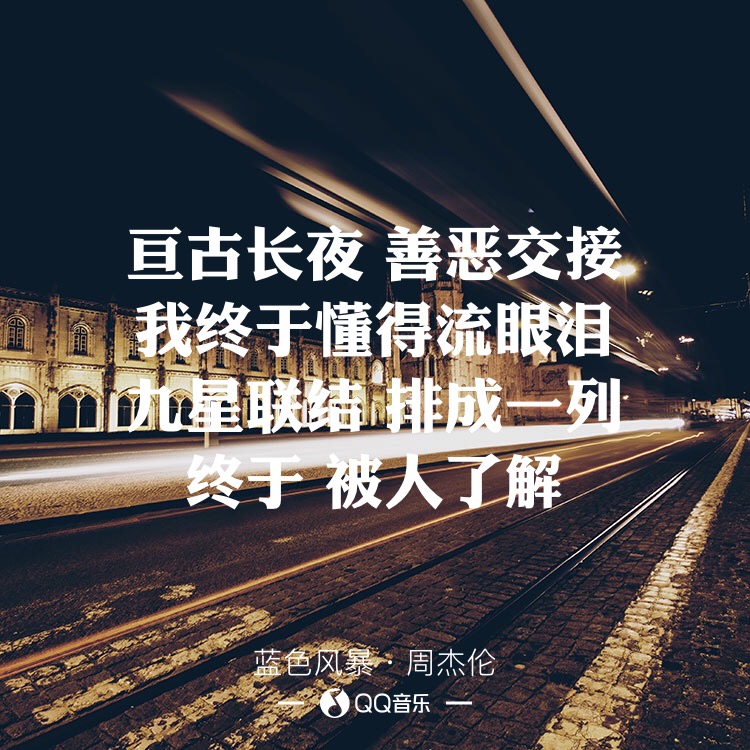 亘古长夜 善恶交接
我终于懂得流眼泪
九星联结 排成一列
终于 被人了解
蓝色风暴·周杰伦
QQ音乐